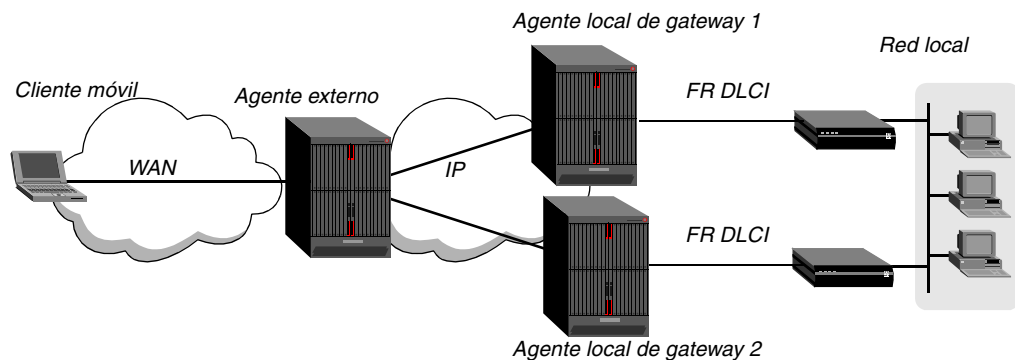 Agente local de gateway 1
Red local
Cliente móvil
Agente externo
FR DLCI
WAN
IP
FR DLCI
Agente local de gateway 2